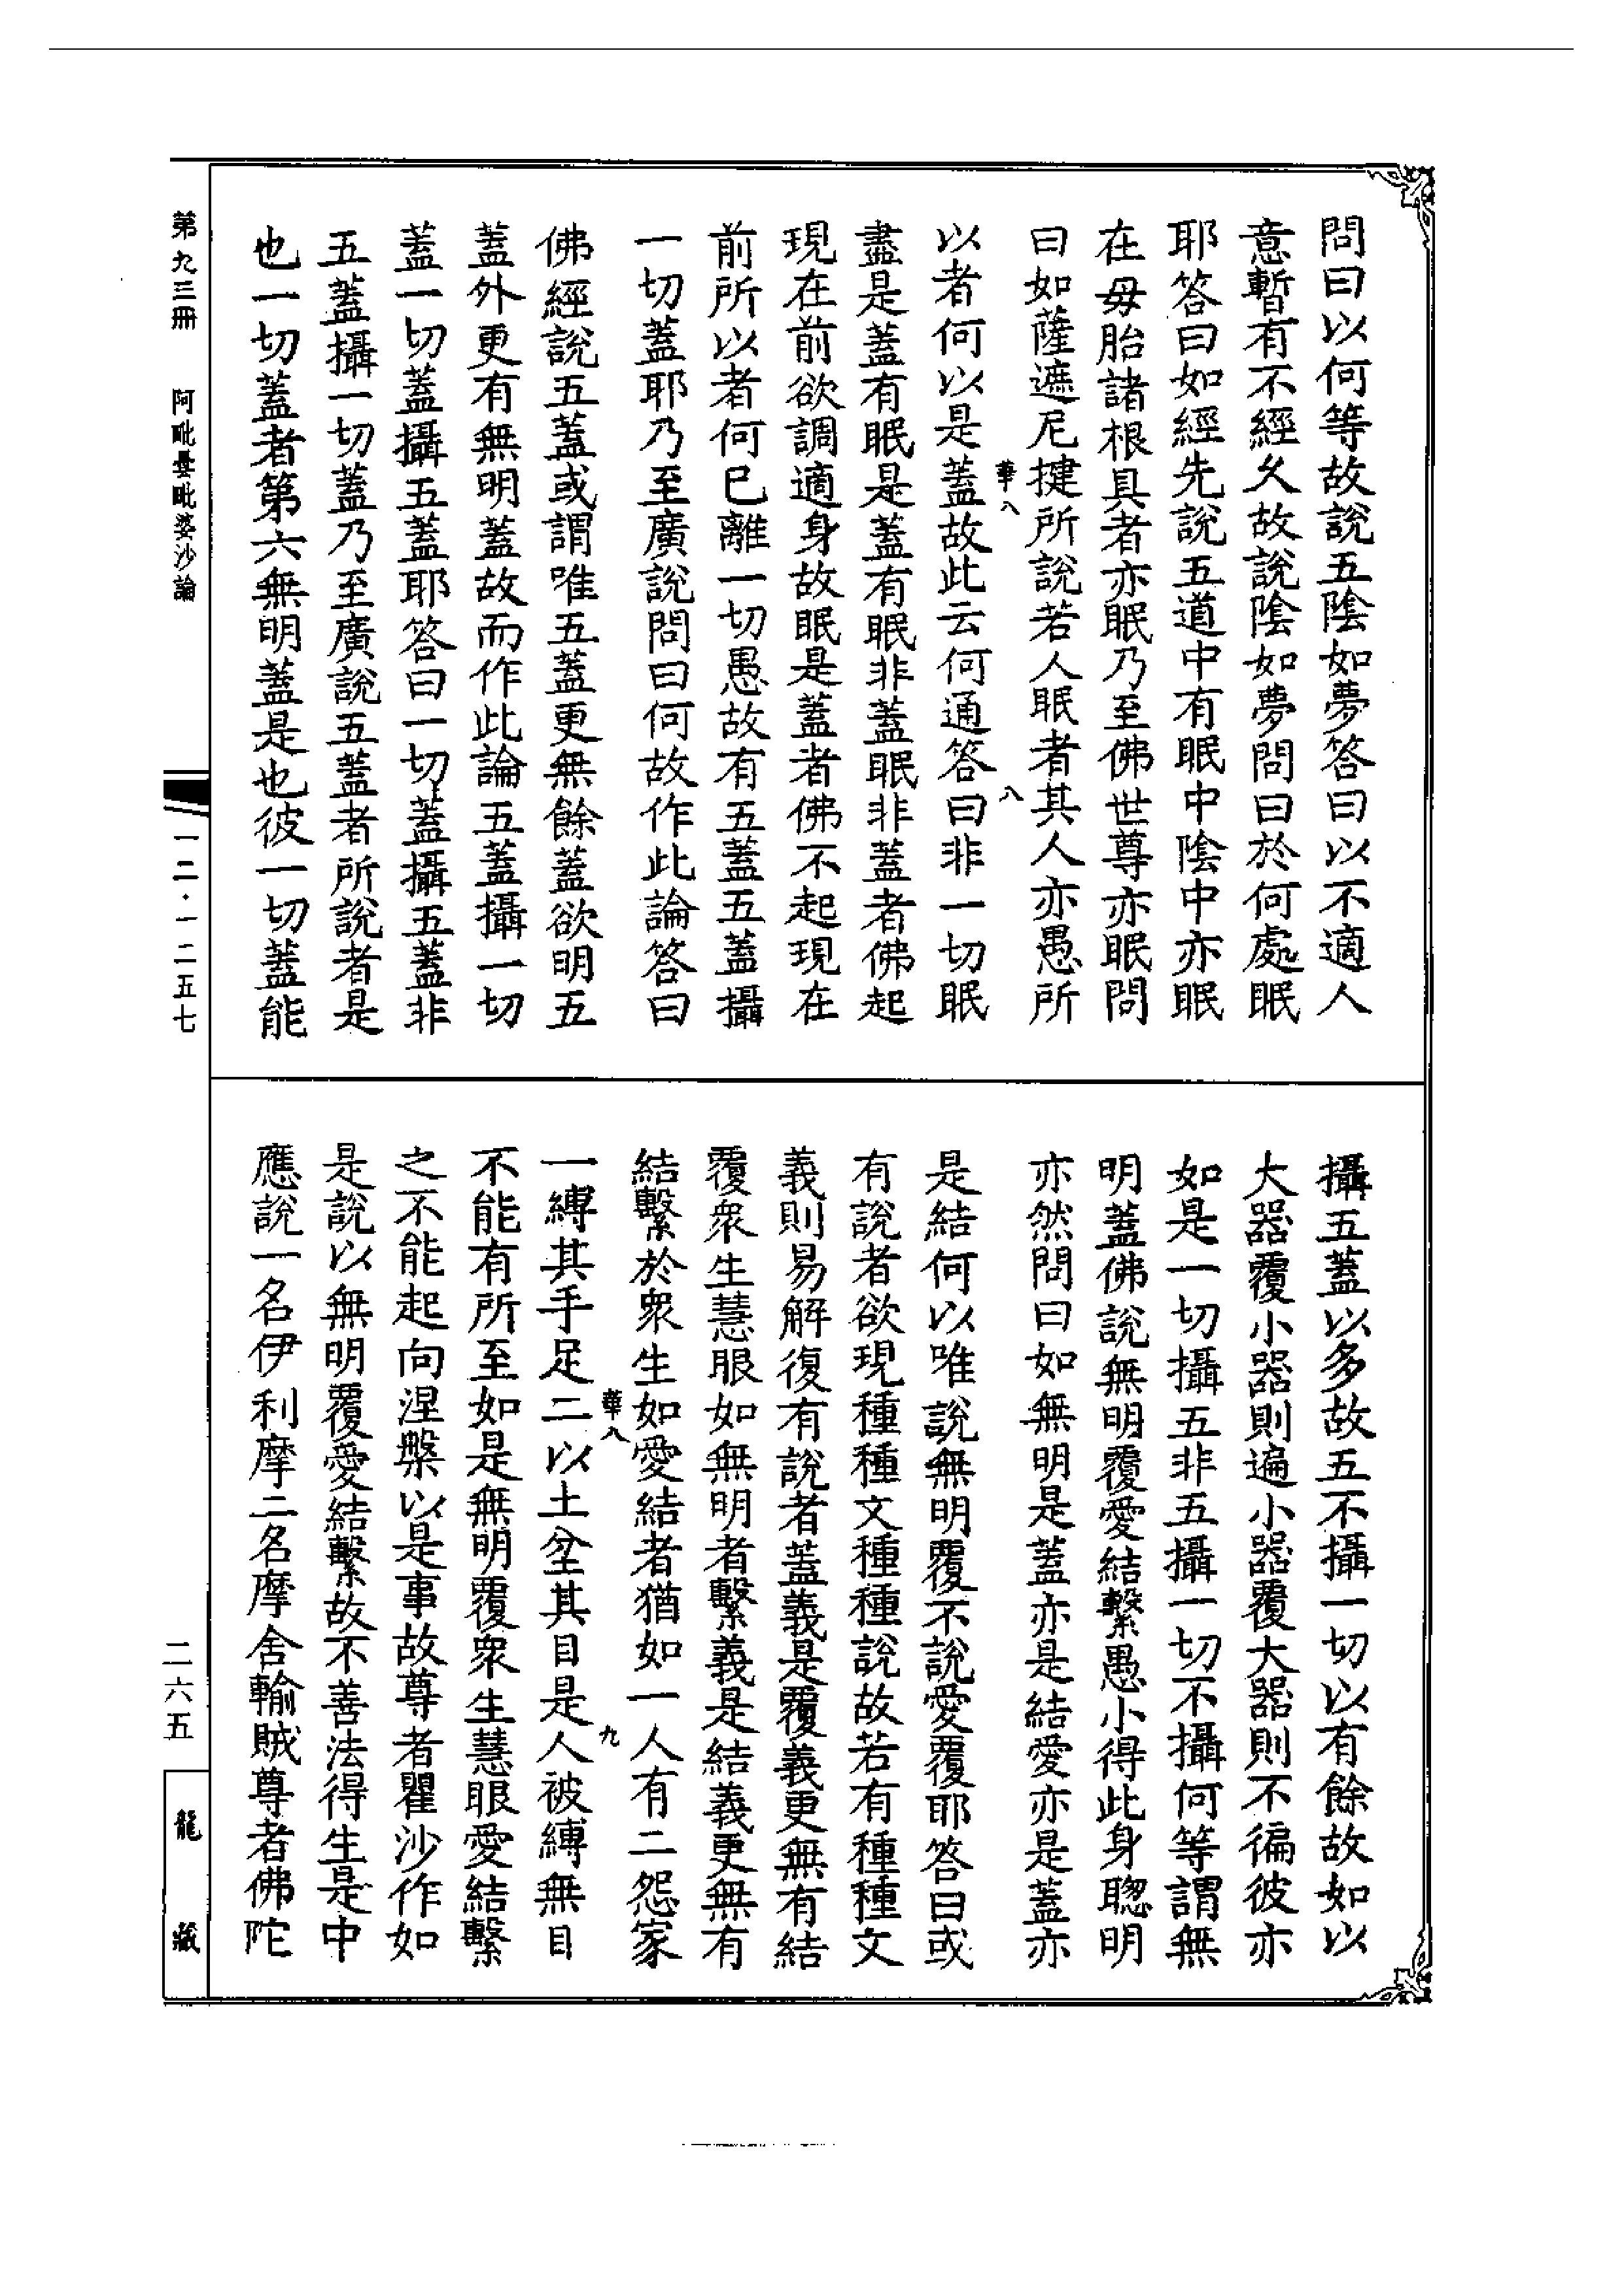 問曰以何等故說五陰如夢答曰以不適人
意暫有不經久故說陰如夢問曰於何處眠
耶答曰如經先說五道中有眠中陰中亦眠
在毋胎諸根具者亦眠乃至佛世尊亦眠問
曰如薩遮尼揵所說若人眠者其人亦愚所
華八
八
以者何以是蓋故此云何通答曰非一切眠
盡是蓋有眠是蓋有眠非蓋眠非蓋者佛起
現在前欲調適身故眠是蓋者佛不起現在
前所以者何已離一切愚故有五蓋五蓋攝
一切蓋耶乃至廣說問曰何故作此論答曰
佛經說五蓋或謂唯五蓋更無餘蓋欲明五
蓋外更有無明蓋故而作此論五蓋攝一切
蓋一切蓋攝五蓋耶答曰一切蓋攝五蓋非
五蓋攝一切蓋乃至廣說五蓋者所說者是
也一切蓋者第六無明蓋是也彼一切蓋能
攝五蓋以多故五不攝一切以有餘故如以
大器覆小器則遍小器覆大器則不徧彼亦
如是一切攝五非五攝一切不攝何等謂無
明蓋佛說無明覆愛結繫愚小得此身聰明
亦然問曰如無明是蓋亦是結愛亦是蓋亦
是結何以唯說無明覆不說愛覆耶答曰或
有說者欲現種種文種種說故若有種種文
義則易解復有說者蓋義是覆義更無有結
覆衆生慧眼如無明者繫義是結義更無有
結繫於衆生如愛結者猶如一人有二怨家
華八
九
一縛其手足二以土坌其目是人被縛無目
不能有所至如是無明覆衆生慧眼愛結繫
之不能起向涅槃以是事故尊者瞿沙作如
是說以無明覆愛結繫故不善法得生是中
應說一名伊利摩二名摩舍輸賊尊者佛陀
第九三冊 阿毗曇毗婆沙論
一二·一二五七
二六五
龍藏